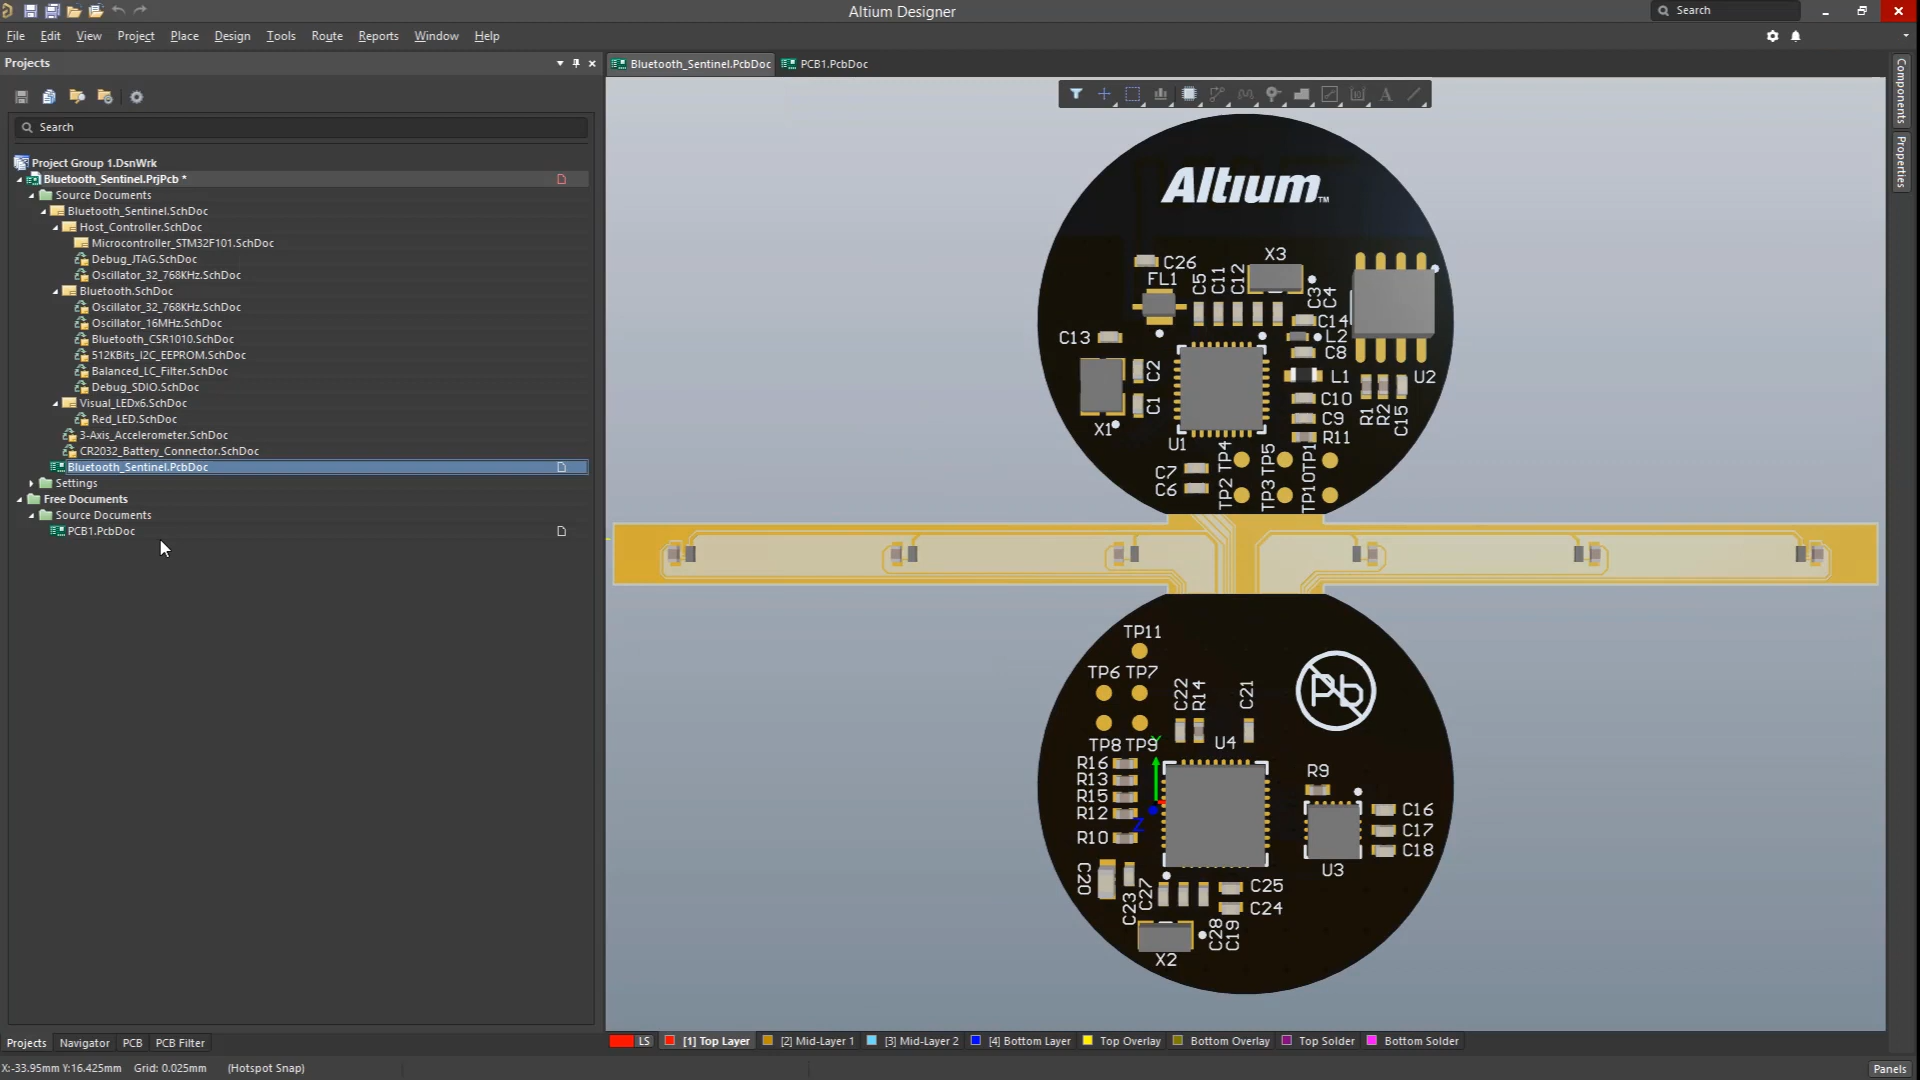 Altium Designer
Search
File Edit View Project Place Design Tools Route Reports Window Help
Projects
Bluetooth_Sentinel.PcbDoc PCB1.PcbDoc
Search
Project Group 1.DsnWrk
Bluetooth_Sentinel.PrjPcb *
Source Documents
Bluetooth_Sentinel.SchDoc
Host_Controller.SchDoc
Microcontroller_STM32F101.SchDoc
Debug_JTAG.SchDoc
Oscillator_32_768KHz.SchDoc
Bluetooth.SchDoc
Oscillator_32_768KHz.SchDoc
Oscillator_16MHz.SchDoc
Bluetooth_CSR1010.SchDoc
512KBits_I2C_EEPROM.SchDoc
Balanced_LC_Filter.SchDoc
Debug_SDIO.SchDoc
Visual_LEDx6.SchDoc
Red_LED.SchDoc
3-Axis_Accelerometer.SchDoc
CR2032_Battery_Connector.SchDoc
Bluetooth_Sentinel.PcbDoc
Settings
Free Documents
Source Documents
PCB1.PcbDoc
Altium™
X3
C26
FL1
C5
C11
C12
C3
C4
C14
L2
C8
C13
C2
C1
X1
U1
L1
U2
C10
C9
R11
R1
R2
C15
C7
C6
TP4
TP2
TP5
TP3
TP1
TP10
TP11
TP6 TP7
TP8 TP9
C22
R14
C21
Pb
U4
Y
Z
R16
R13
R15
R12
R10
R9
C16
C17
C18
U3
C20
C23
C27
C25
C24
C28
C19
X2
Components
Properties
LS [1] Top Layer [2] Mid-Layer 1 [3] Mid-Layer 2 [4] Bottom Layer Top Overlay Bottom Overlay Top Solder Bottom Solder
Projects Navigator PCB PCB Filter
X:-33.95mm Y:16.425mm Grid: 0.025mm (Hotspot Snap)
Panels